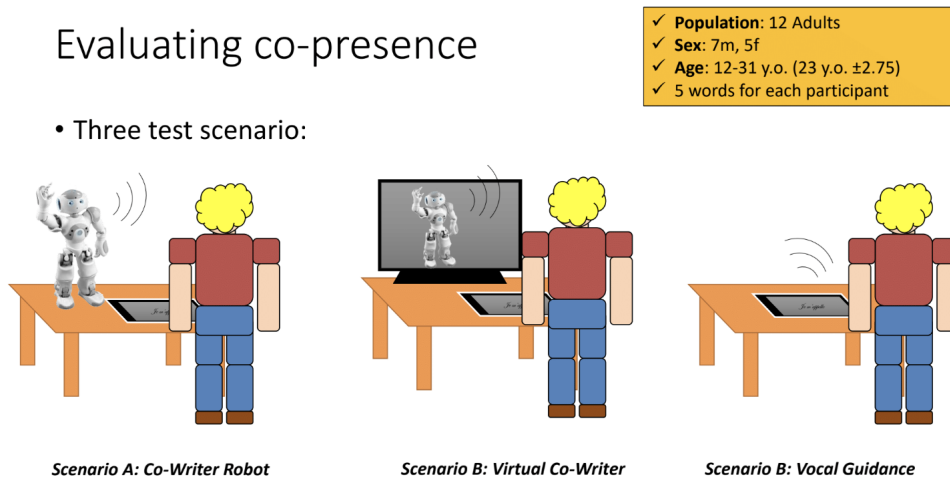 Evaluating co-presence
✓ Population: 12 Adults
✓ Sex: 7m, 5f
✓ Age: 12-31 y.o. (23 y.o. ±2.75)
✓ 5 words for each participant
• Three test scenario:
Scenario A: Co-Writer Robot
Scenario B: Virtual Co-Writer
Scenario B: Vocal Guidance